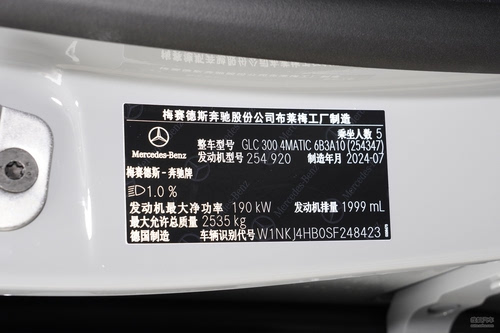 梅赛德斯奔驰股份公司布莱梅工厂制造
乘坐人数 5
整车型号 GLC 300 4MATIC 6B3A10 (254347)
Mercedes-Benz
发动机型号 254 920 制造年月 2024-07
梅赛德斯－奔驰牌
1.0 %
发动机最大净功率 190 kW 发动机排量 1999 mL
最大允许总质量 2535 kg
德国制造 车辆识别代号 W1NKJ4HB0SF248423